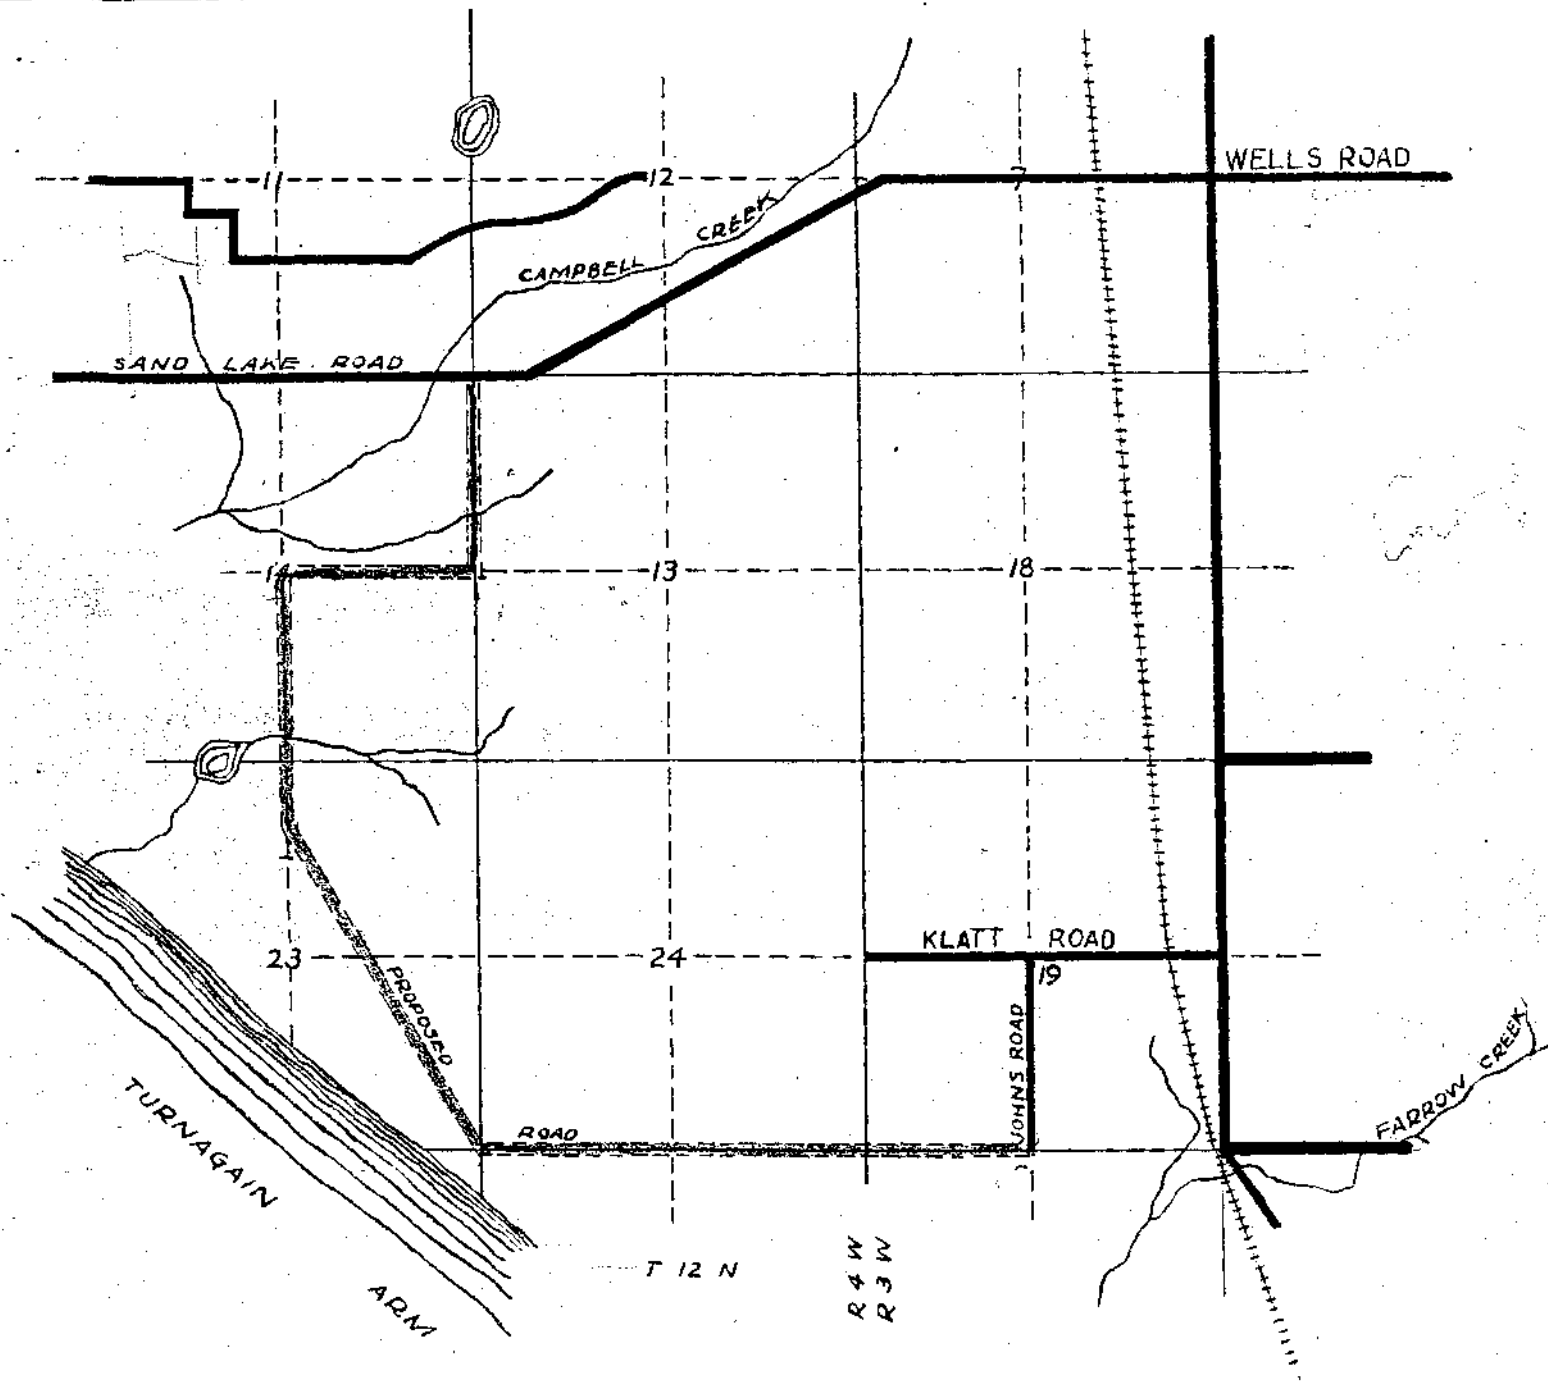 WELLS ROAD
11
12
7
CAMPBELL CREEK
SAND LAKE ROAD
14
13
18
KLATT ROAD
23
24
19
PROPOSED
ROAD
JOHNS ROAD
FARROW CREEK
TURNAGAIN
ARM
T 12 N
R 4 W
R 3 W